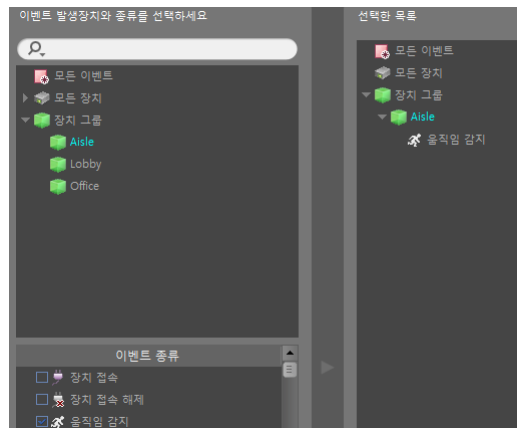 이벤트 발생장치와 종류를 선택하세요
모든 이벤트
모든 장치
장치 그룹
Aisle
Lobby
Office
이벤트 종류
장치 접속
장치 접속 해제
움직임 감지
선택한 목록
모든 이벤트
모든 장치
장치 그룹
Aisle
움직임 감지